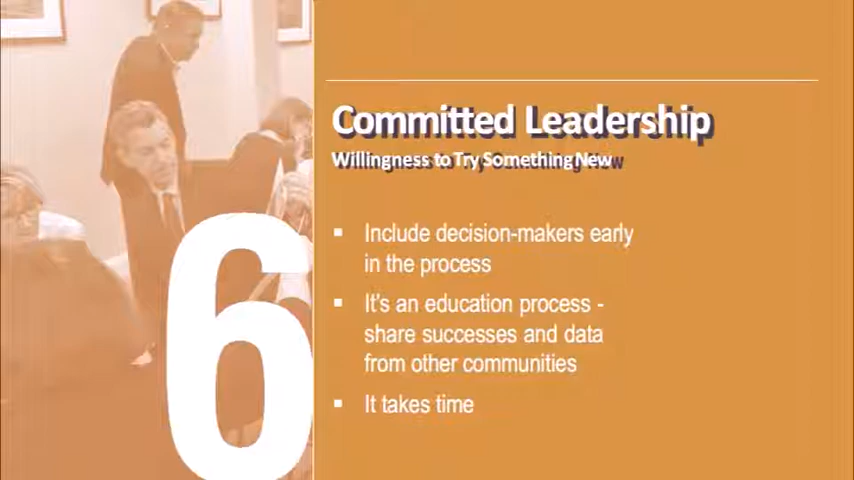 Committed Leadership
Willingness to Try Something New
▪ Include decision-makers early
in the process
▪ It's an education process -
share successes and data
from other communities
▪ It takes time
6